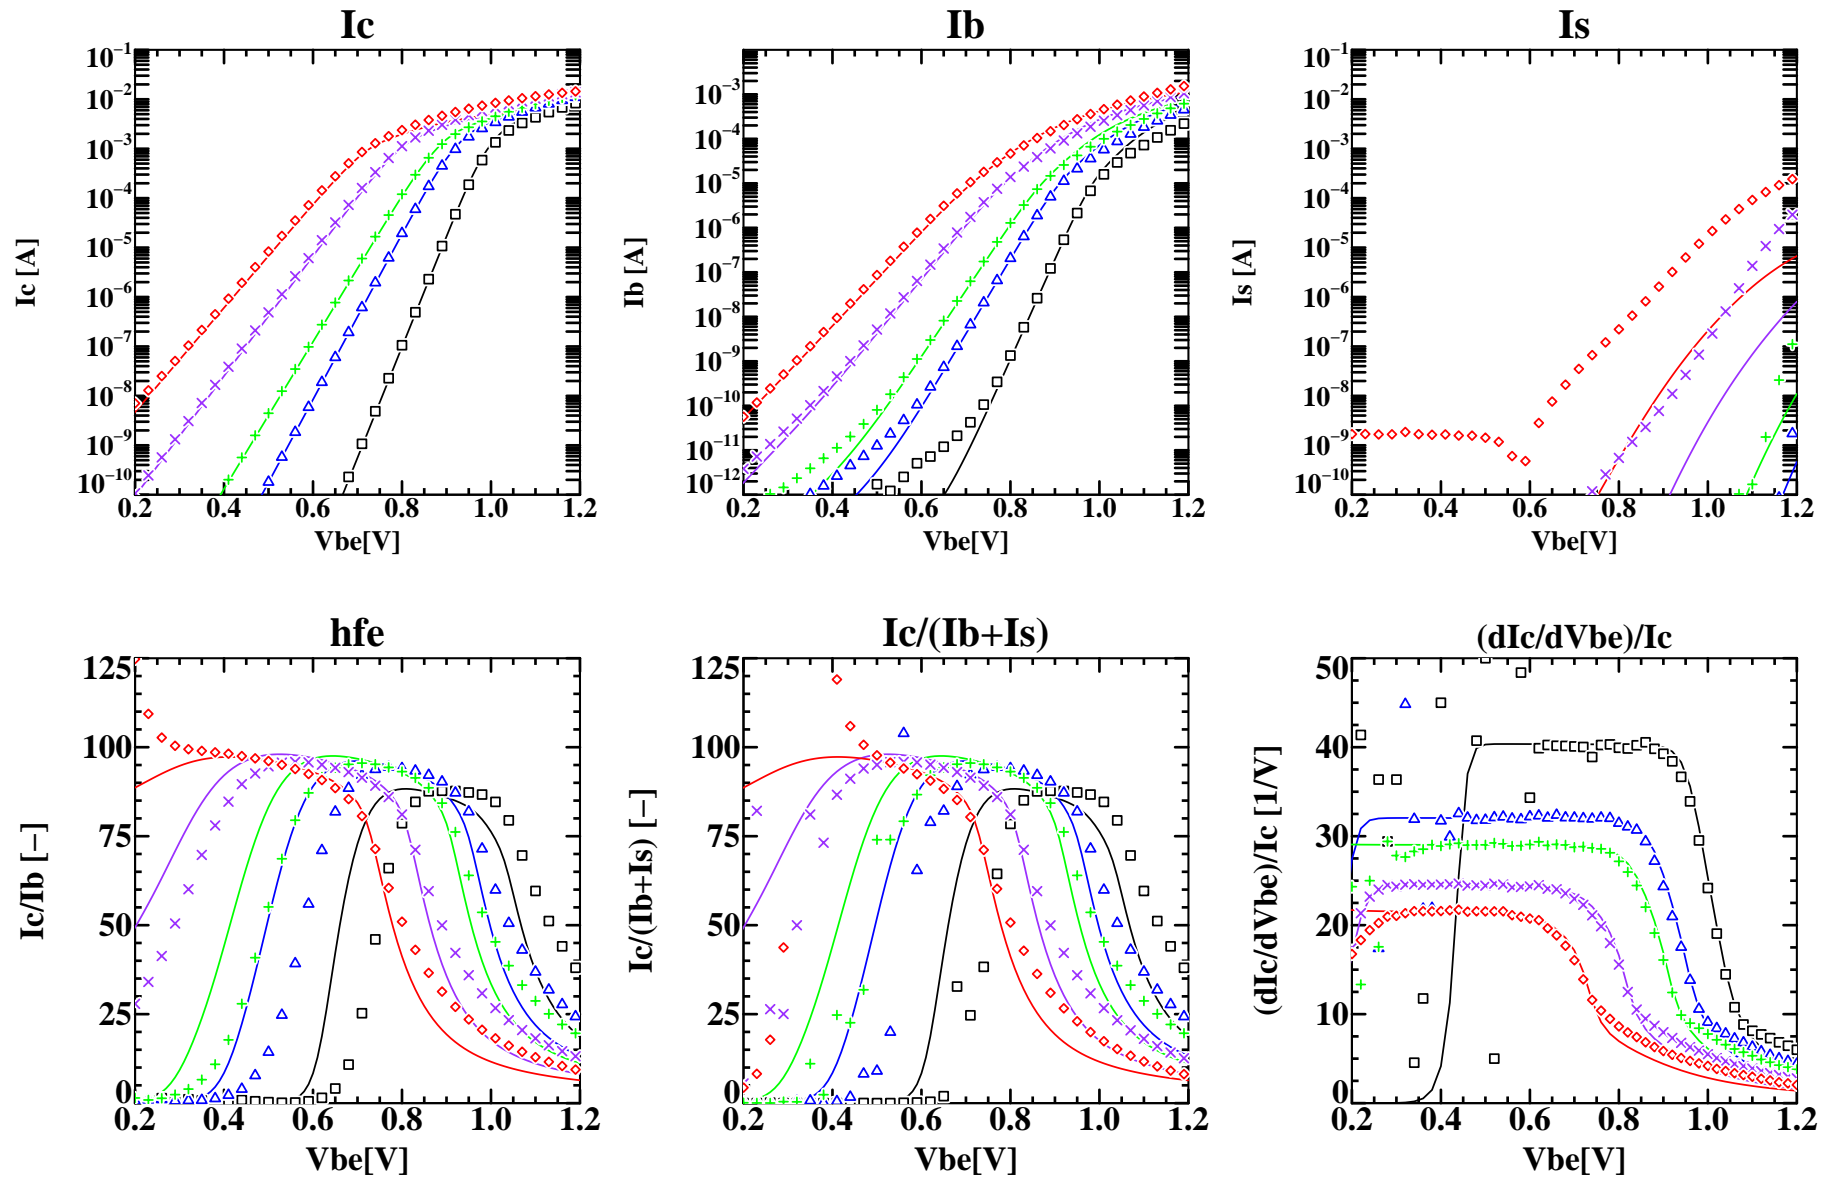 Ic
10⁻¹
10⁻²
10⁻³
10⁻⁴
10⁻⁵
10⁻⁶
10⁻⁷
10⁻⁸
10⁻⁹
10⁻¹⁰
0.2 0.4 0.6 0.8 1.0 1.2
Vbe[V]
Ic [A]
Ib
10⁻³
10⁻⁴
10⁻⁵
10⁻⁶
10⁻⁷
10⁻⁸
10⁻⁹
10⁻¹⁰
10⁻¹¹
10⁻¹²
0.2 0.4 0.6 0.8 1.0 1.2
Vbe[V]
Ib [A]
Is
10⁻¹
10⁻²
10⁻³
10⁻⁴
10⁻⁵
10⁻⁶
10⁻⁷
10⁻⁸
10⁻⁹
10⁻¹⁰
0.2 0.4 0.6 0.8 1.0 1.2
Vbe[V]
Is [A]
hfe
125
100
75
50
25
0
0.2 0.4 0.6 0.8 1.0 1.2
Vbe[V]
Ic/Ib [−]
Ic/(Ib+Is)
125
100
75
50
25
0
0.2 0.4 0.6 0.8 1.0 1.2
Vbe[V]
Ic/(Ib+Is) [−]
(dIc/dVbe)/Ic
50
40
30
20
10
0
0.2 0.4 0.6 0.8 1.0 1.2
Vbe[V]
(dIc/dVbe)/Ic [1/V]